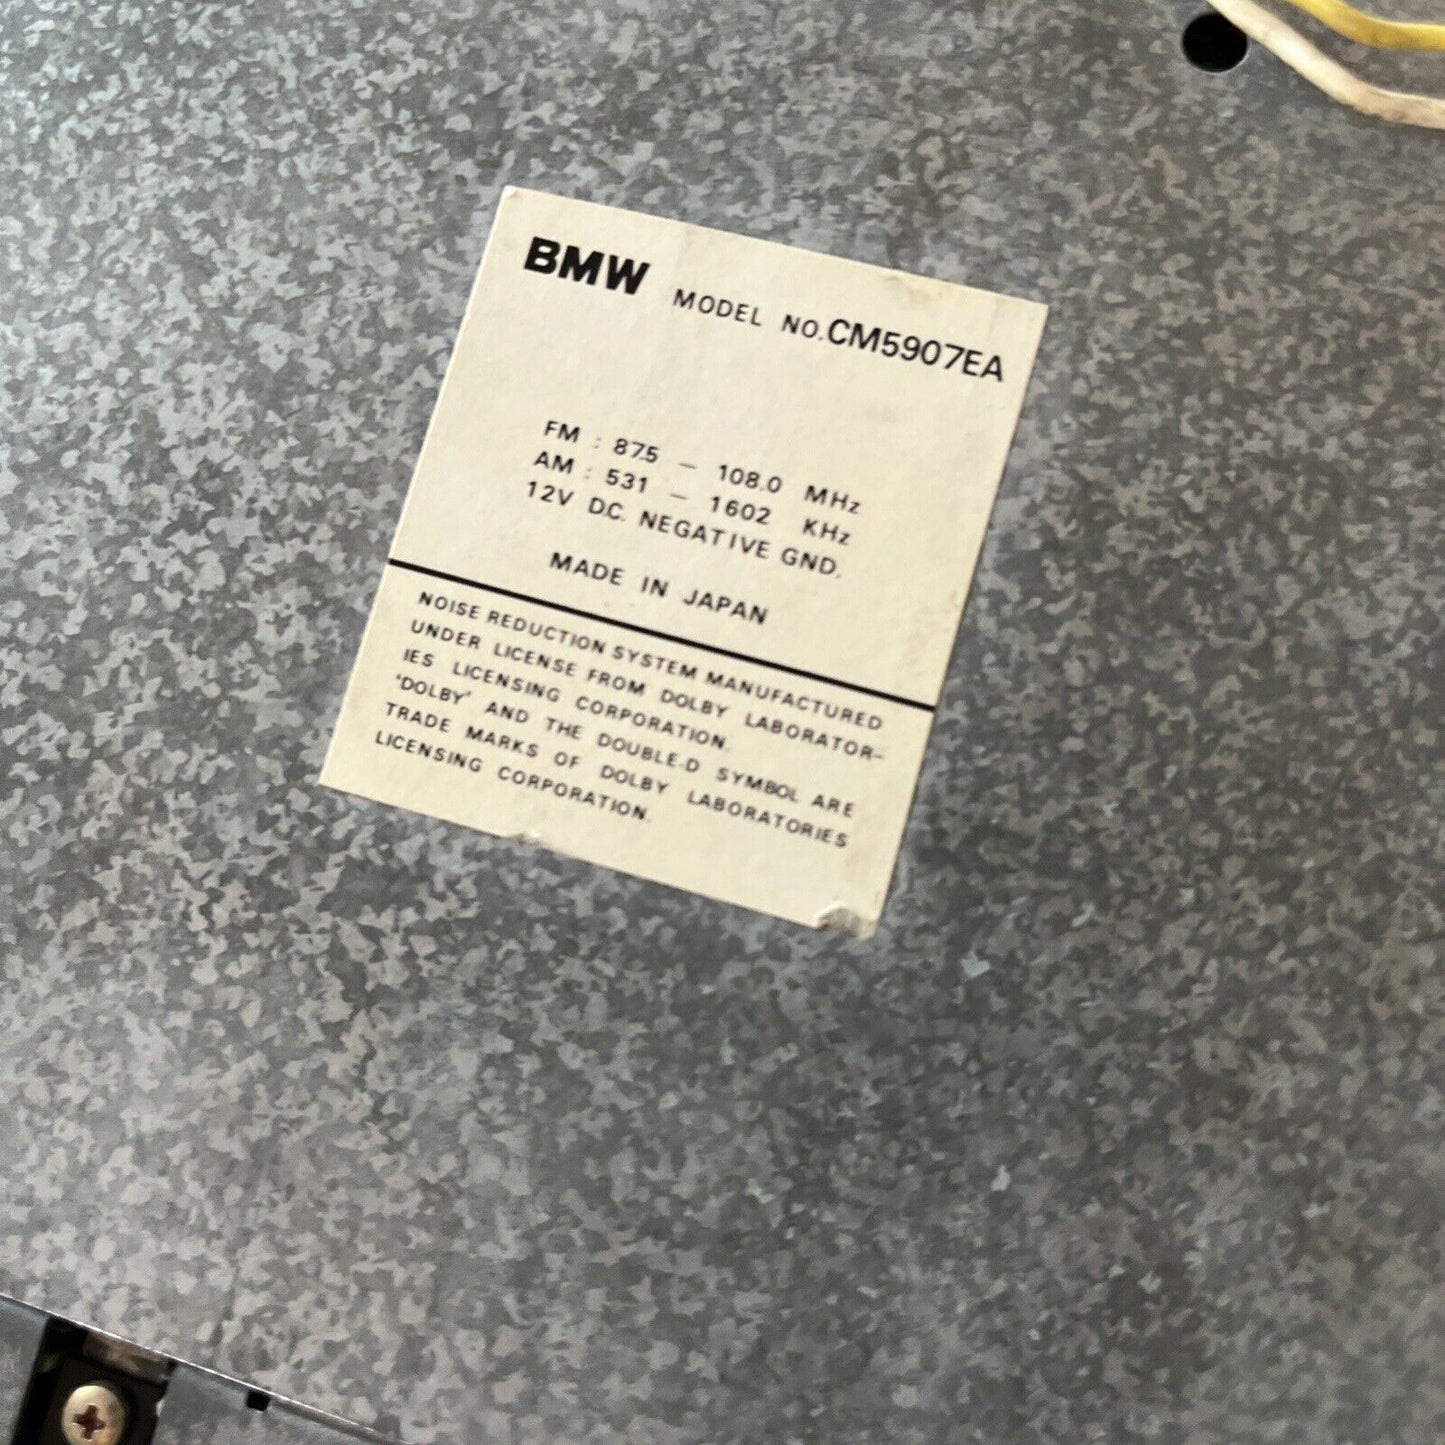 BMW MODEL NO. CM5907EA
FM : 87.5 – 108.0 MHz
AM : 531 – 1602 KHz
12V D.C. NEGATIVE GND.
MADE IN JAPAN
NOISE REDUCTION SYSTEM MANUFACTURED
UNDER LICENSE FROM DOLBY LABORATOR-
IES LICENSING CORPORATION.
'DOLBY' AND THE DOUBLE-D SYMBOL ARE
TRADE MARKS OF DOLBY LABORATORIES
LICENSING CORPORATION.